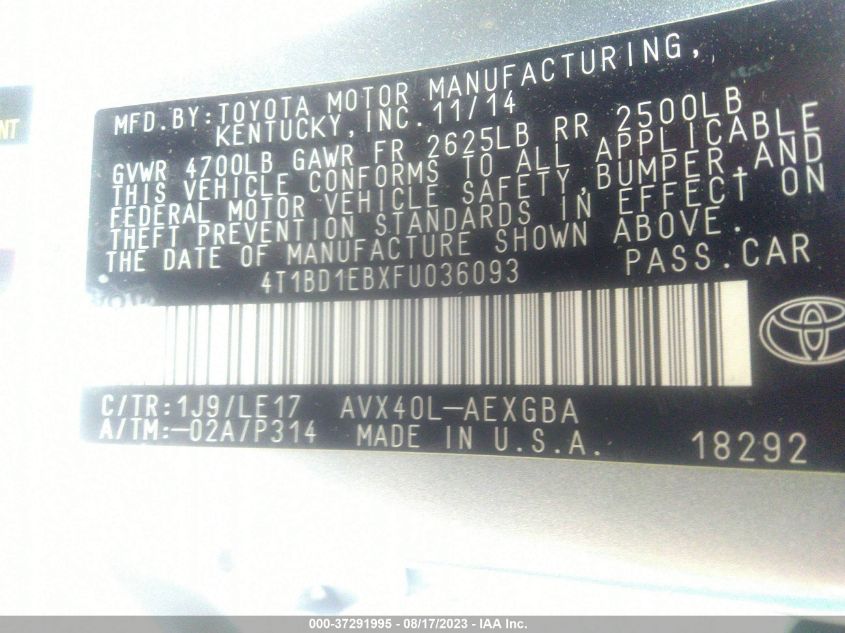 NT
MFD.BY:TOYOTA MOTOR MANUFACTURING,
KENTUCKY,INC.11/14
GVWR 4700LB GAWR FR 2625LB RR 2500LB
THIS VEHICLE CONFORMS TO ALL APPLICABLE
FEDERAL MOTOR VEHICLE SAFETY,BUMPER,AND
THEFT PREVENTION STANDARDS IN EFFECT ON
THE DATE OF MANUFACTURE SHOWN ABOVE.
4T1BD1EBXFU036093 PASS.CAR
C/TR:1J9/LE17 AVX40L-AEXGBA
A/TM:-02A/P314 MADE IN U.S.A. 18292
000-37291995 - 08/17/2023 - IAA Inc.